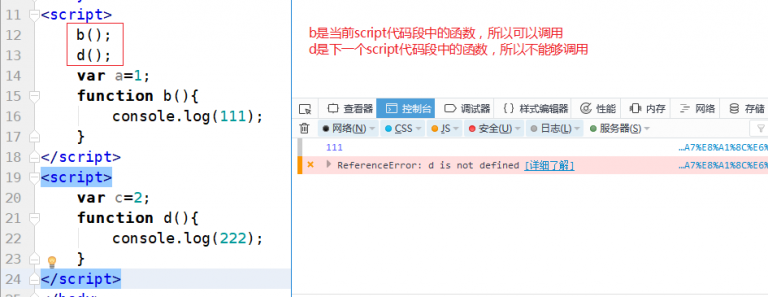 11 <script>
12 b();
13 d();
14 var a=1;
15 function b(){
16 console.log(111);
17 }
18 </script>
19 <script>
20 var c=2;
21 function d(){
22 console.log(222);
23 }
24 </script>
b是当前script代码段中的函数，所以可以调用
d是下一个script代码段中的函数，所以不能够调用
查看器 控制台 调试器 {} 样式编辑器 性能 内存 网络 存储
网络(N) CSS JS 安全(U) 日志(L) 服务器(S)
111 …A7%E8%A1%8C%E6%
ReferenceError: d is not defined [详细了解] …A7%E8%A1%8C%E6%